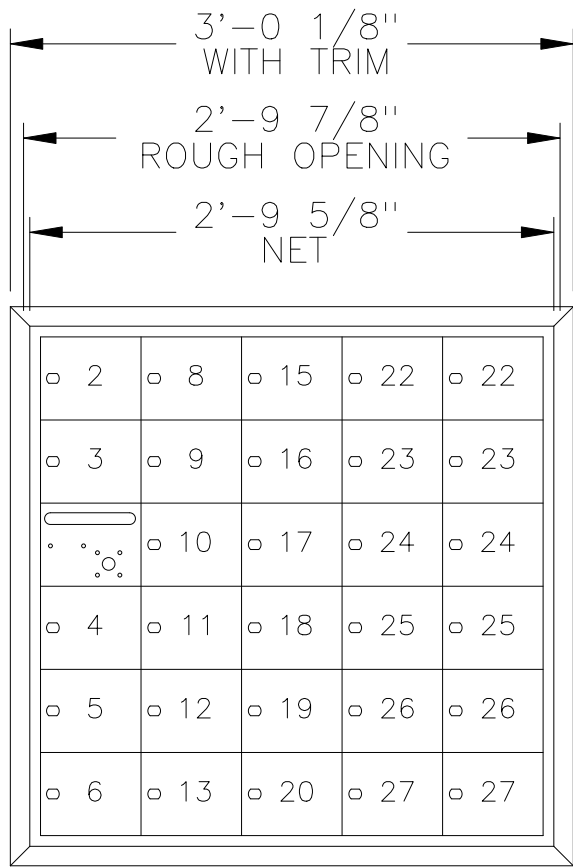 3'-0 1/8"
WITH TRIM
2'-9 7/8"
ROUGH OPENING
2'-9 5/8"
NET
2 8 15 22 22
3 9 16 23 23
10 17 24 24
4 11 18 25 25
5 12 19 26 26
6 13 20 27 27